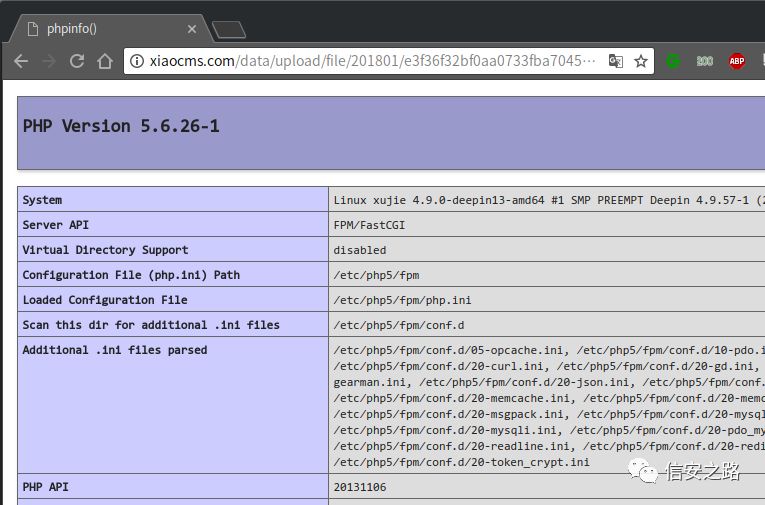 phpinfo()
xiaocms.com/data/upload/file/201801/e3f36f32bf0aa0733fba7045…
ABP
PHP Version 5.6.26-1
System Linux xujie 4.9.0-deepin13-amd64 #1 SMP PREEMPT Deepin 4.9.57-1 (2
Server API FPM/FastCGI
Virtual Directory Support disabled
Configuration File (php.ini) Path /etc/php5/fpm
Loaded Configuration File /etc/php5/fpm/php.ini
Scan this dir for additional .ini files /etc/php5/fpm/conf.d
Additional .ini files parsed /etc/php5/fpm/conf.d/05-opcache.ini, /etc/php5/fpm/conf.d/10-pdo.i
/etc/php5/fpm/conf.d/20-curl.ini, /etc/php5/fpm/conf.d/20-gd.ini,
gearman.ini, /etc/php5/fpm/conf.d/20-json.ini, /etc/php5/fpm/conf.
/etc/php5/fpm/conf.d/20-memcache.ini, /etc/php5/fpm/conf.d/20-memc
/etc/php5/fpm/conf.d/20-msgpack.ini, /etc/php5/fpm/conf.d/20-mysql
/etc/php5/fpm/conf.d/20-mysqli.ini, /etc/php5/fpm/conf.d/20-pdo_my
/etc/php5/fpm/conf.d/20-readline.ini, /etc/php5/fpm/conf.d/20-redi
/etc/php5/fpm/conf.d/20-token_crypt.ini
PHP API 20131106
信安之路